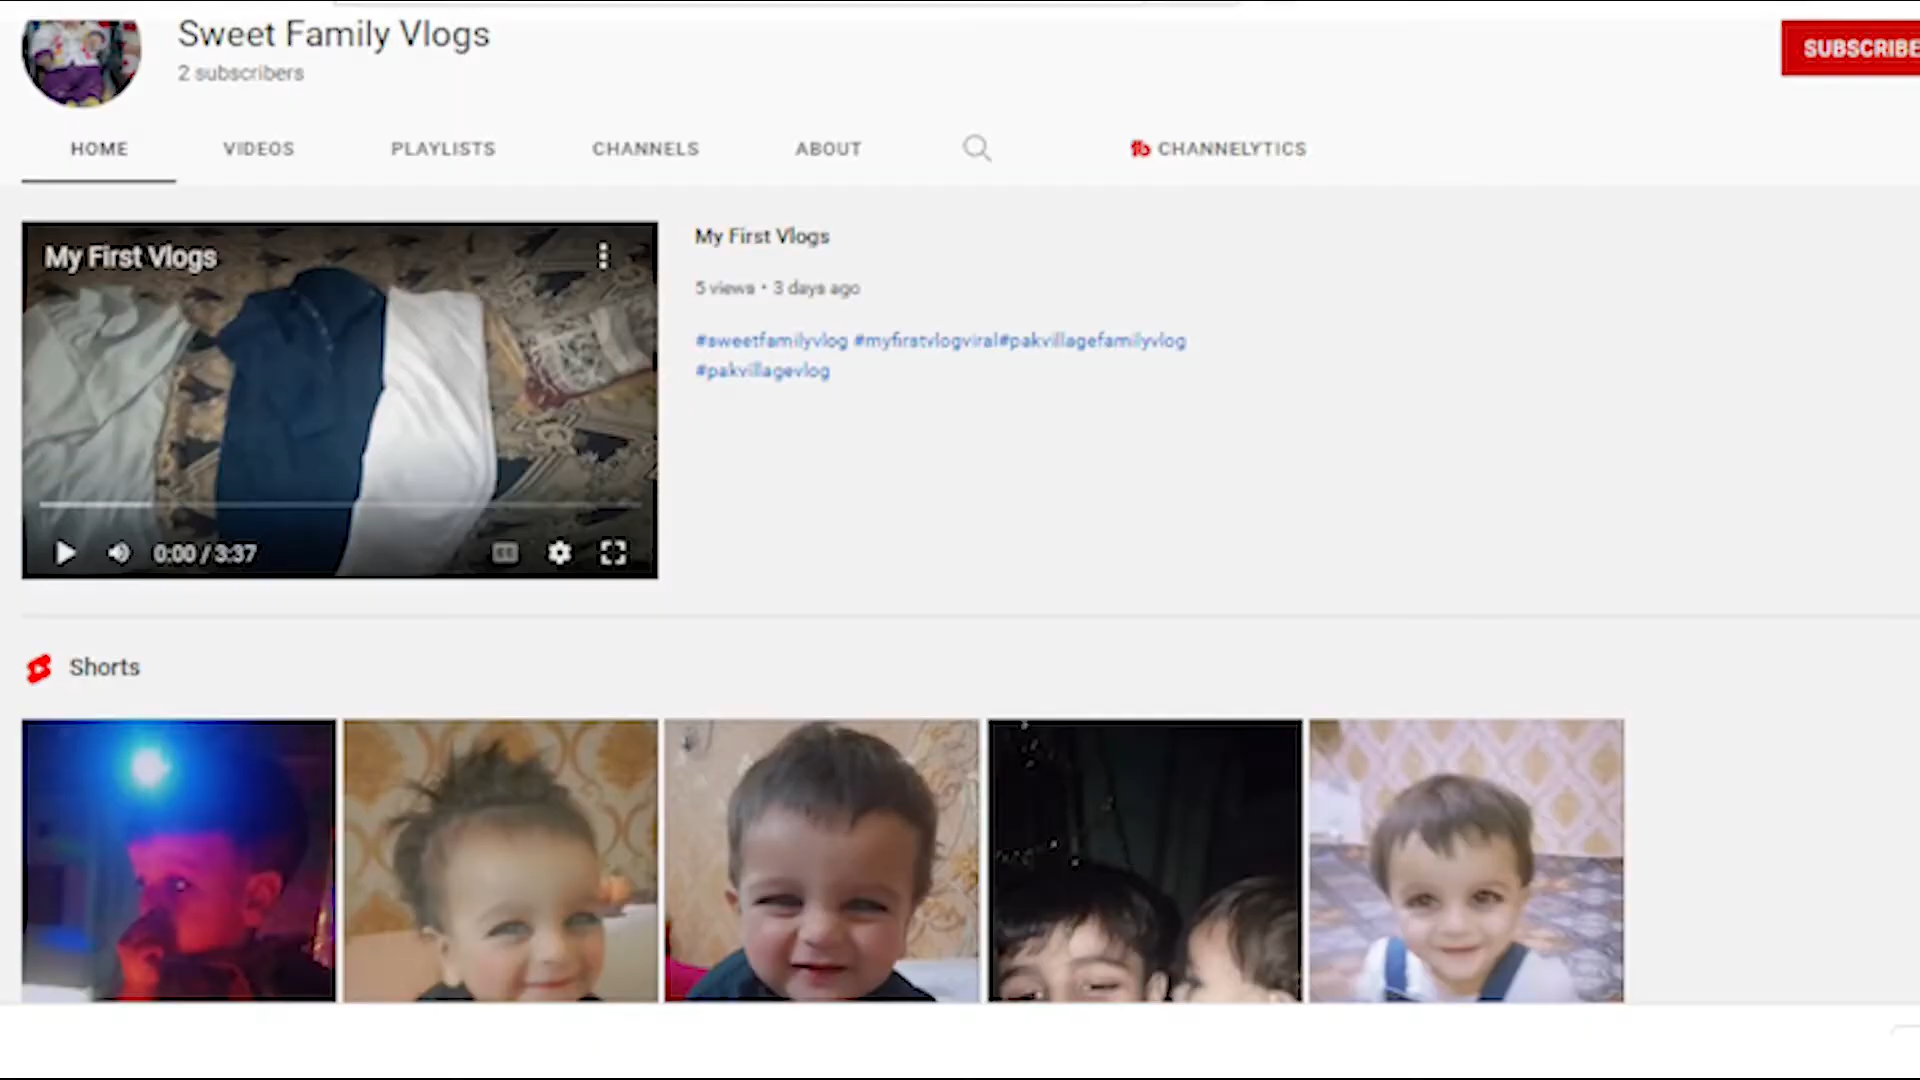 Sweet Family Vlogs
2 subscribers
SUBSCRIBE
HOME VIDEOS PLAYLISTS CHANNELS ABOUT CHANNELYTICS
My First Vlogs
0:00 / 3:37
My First Vlogs
5 views • 3 days ago
#sweetfamilyvlog #myfirstvlogviral#pakvillagefamilyvlog
#pakvillagevlog
Shorts